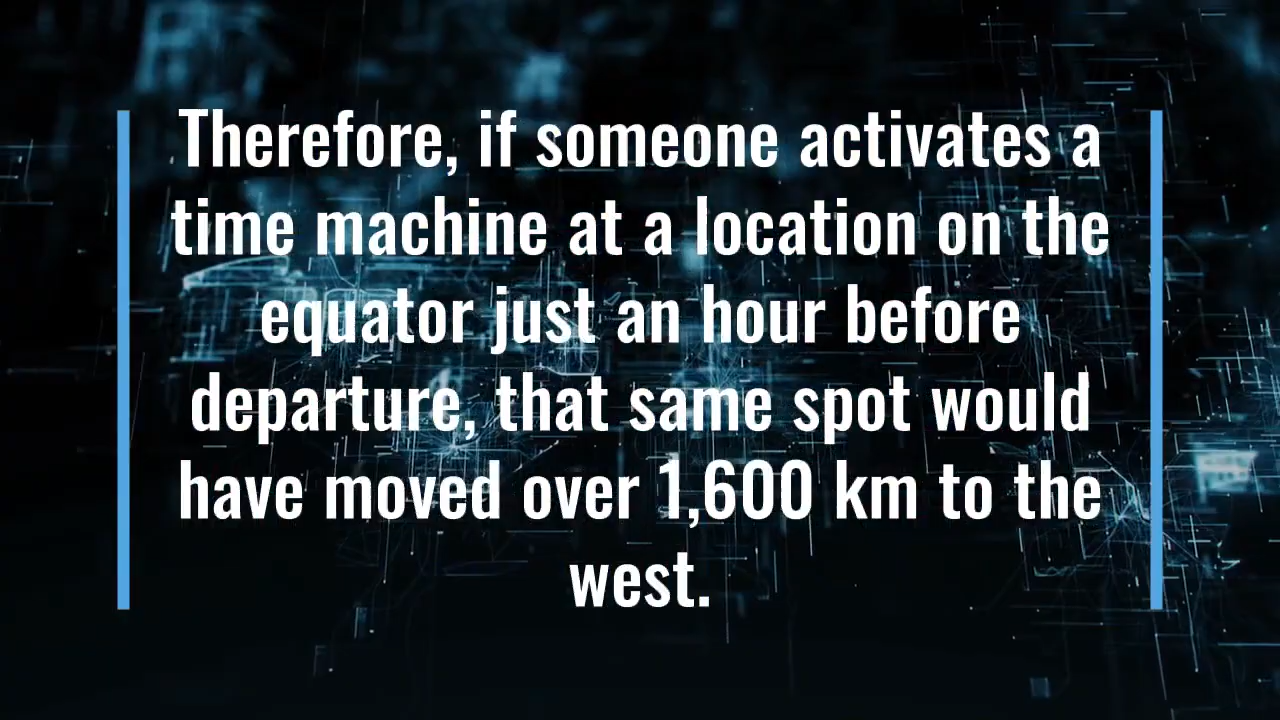 Therefore, if someone activates a
time machine at a location on the
equator just an hour before
departure, that same spot would
have moved over 1,600 km to the
west.